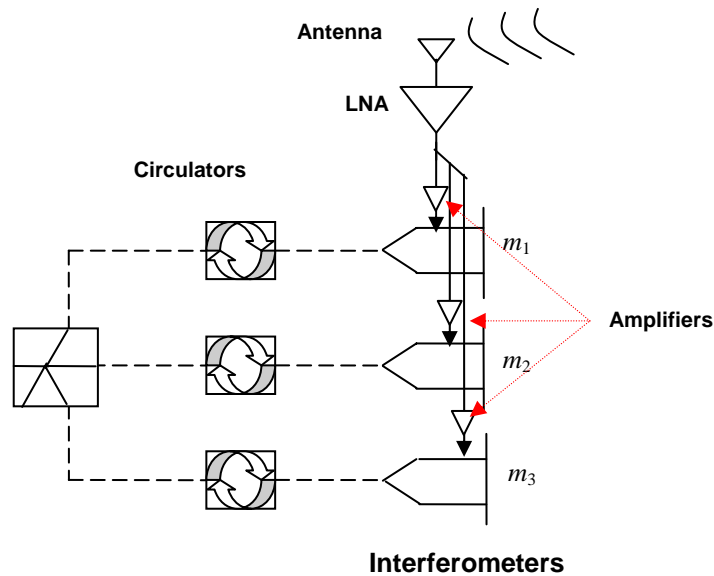 Antenna
LNA
Circulators
m1
Amplifiers
m2
m3
Interferometers